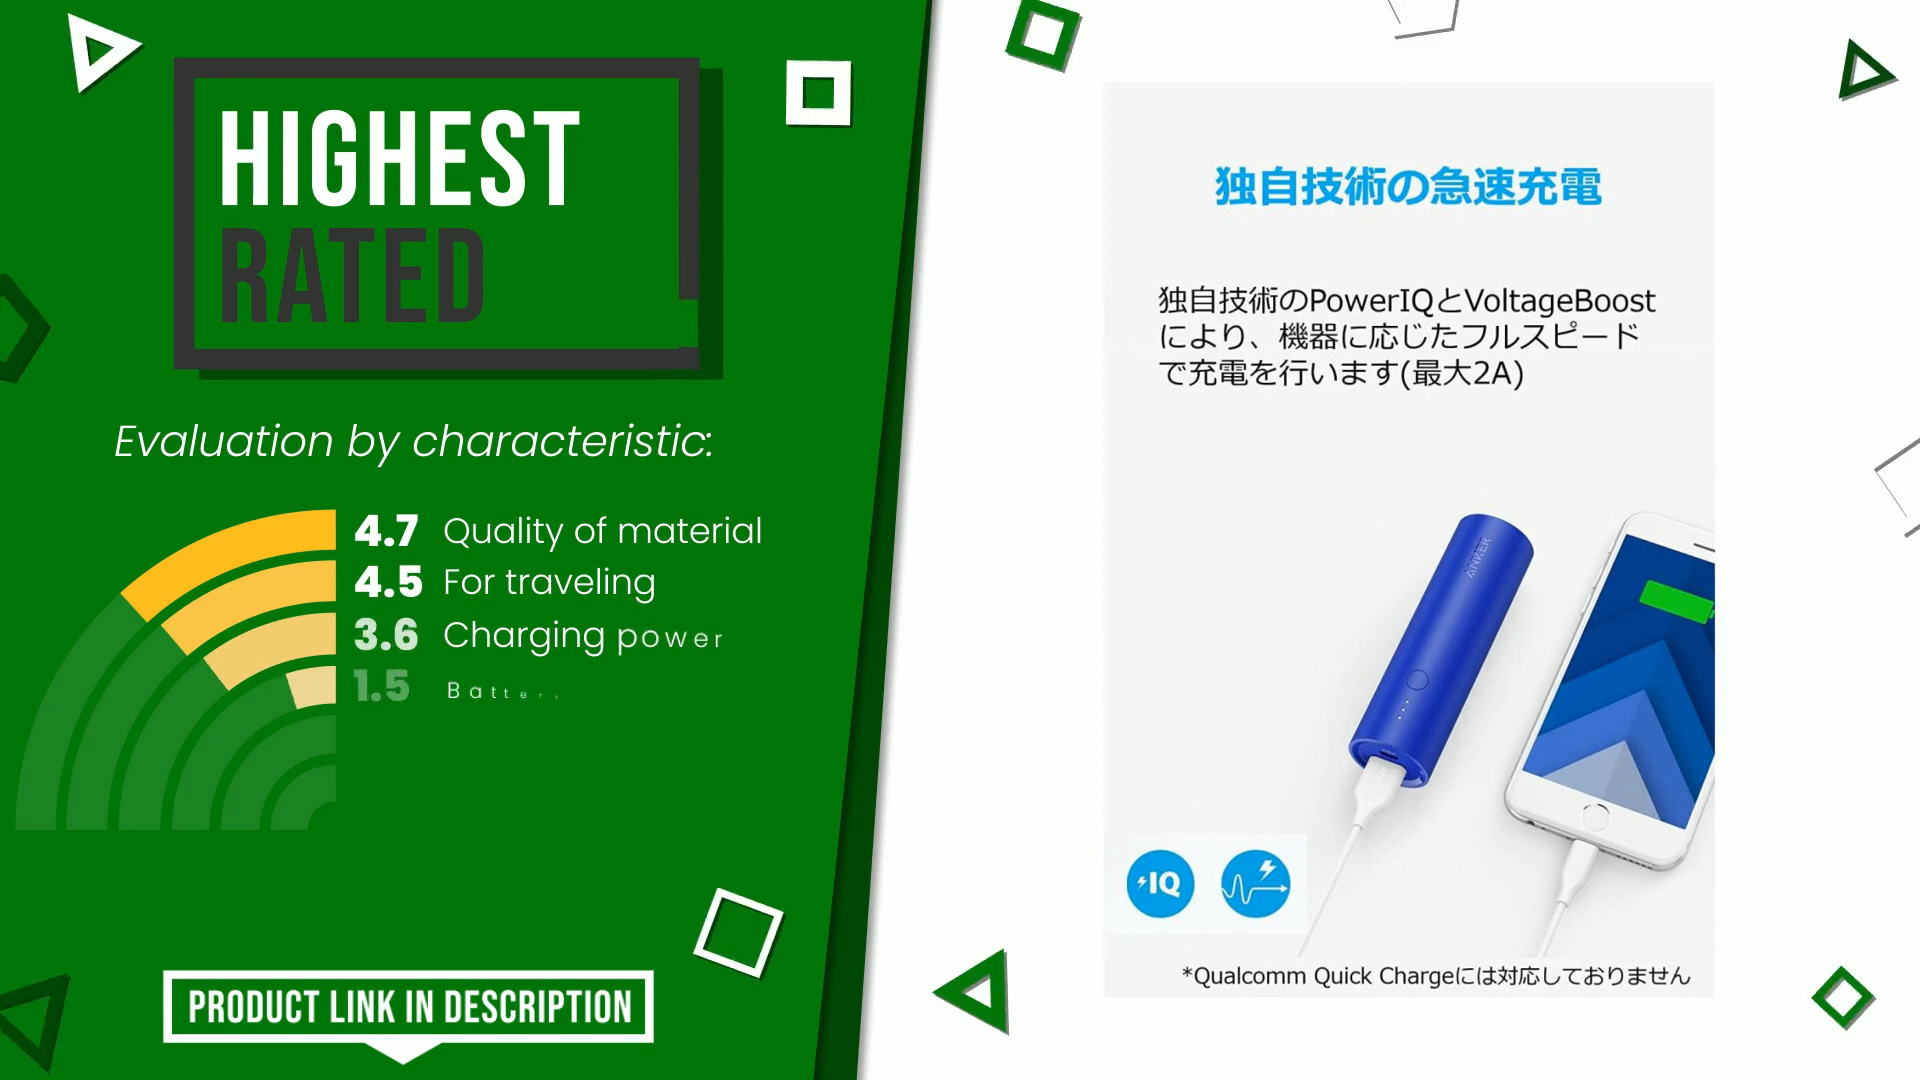 HIGHEST
RATED
Evaluation by characteristic:
4.7 Quality of material
4.5 For traveling
3.6 Charging power
1.5
PRODUCT LINK IN DESCRIPTION
独自技術の急速充電
独自技術のPowerIQとVoltageBoost
により、機器に応じたフルスピード
で充電を行います(最大2A)
ANKER
IQ
*Qualcomm Quick Chargeには対応しておりません